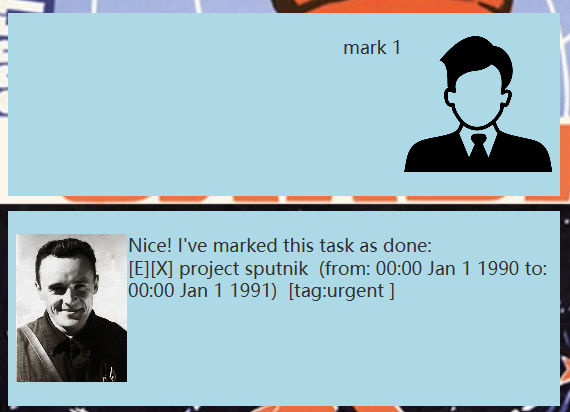 mark 1
Nice! I've marked this task as done:
[E][X] project sputnik  (from: 00:00 Jan 1 1990 to:
00:00 Jan 1 1991)  [tag:urgent ]